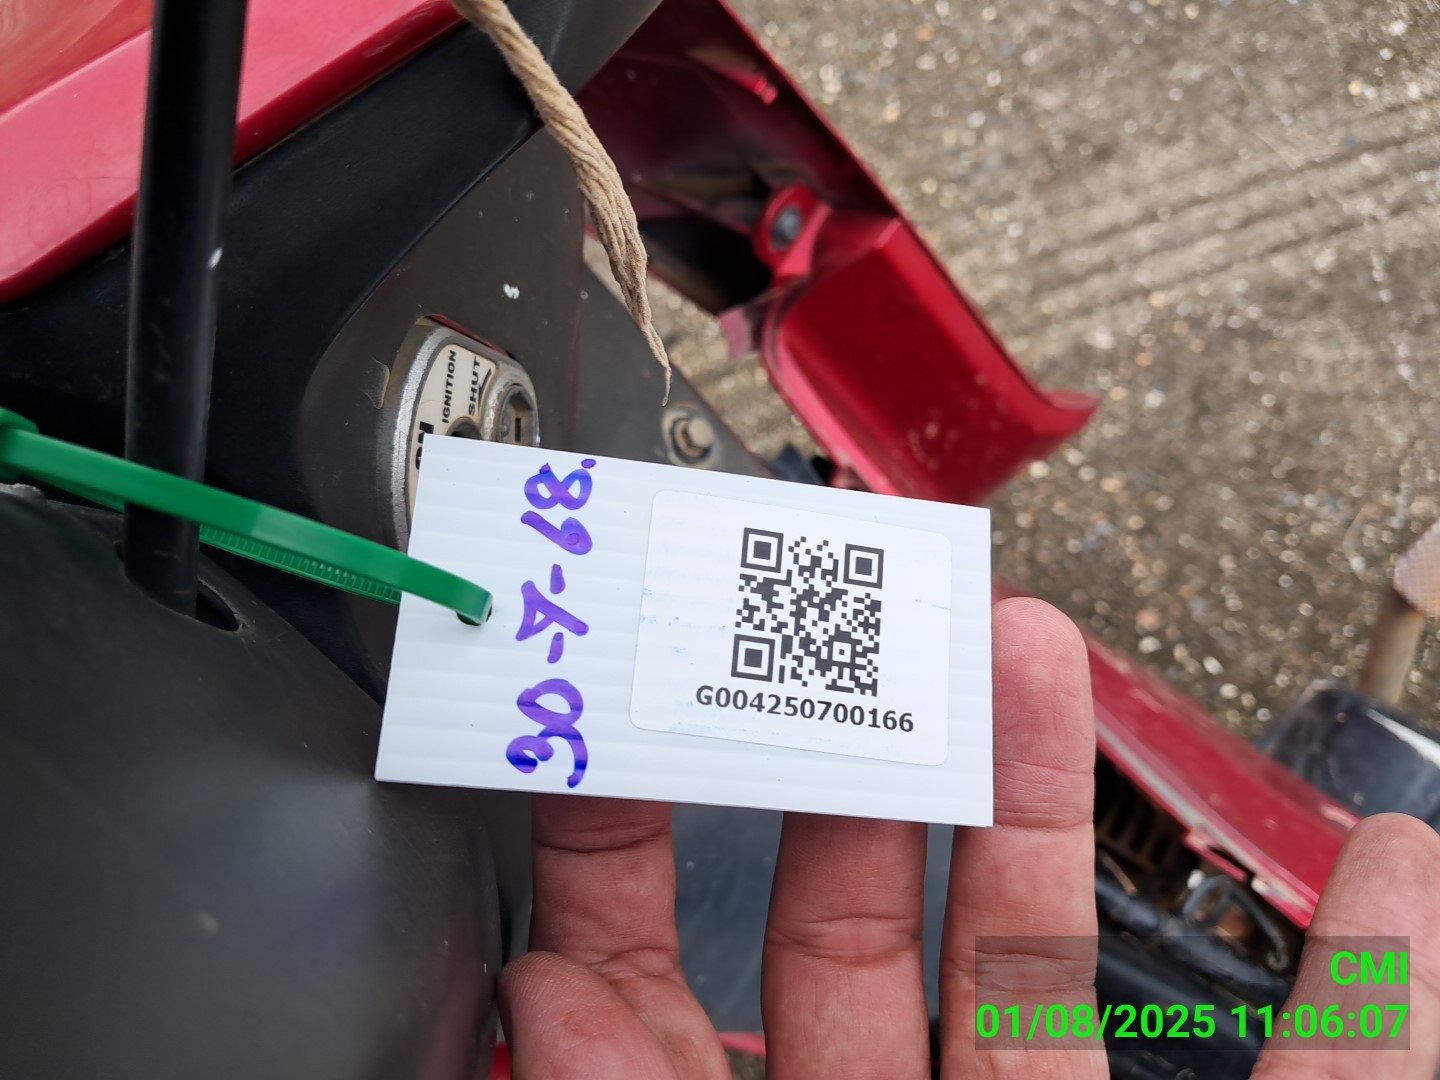 IGNITION
SHUT
30-7-68.
G004250700166
CMI
01/08/2025 11:06:07